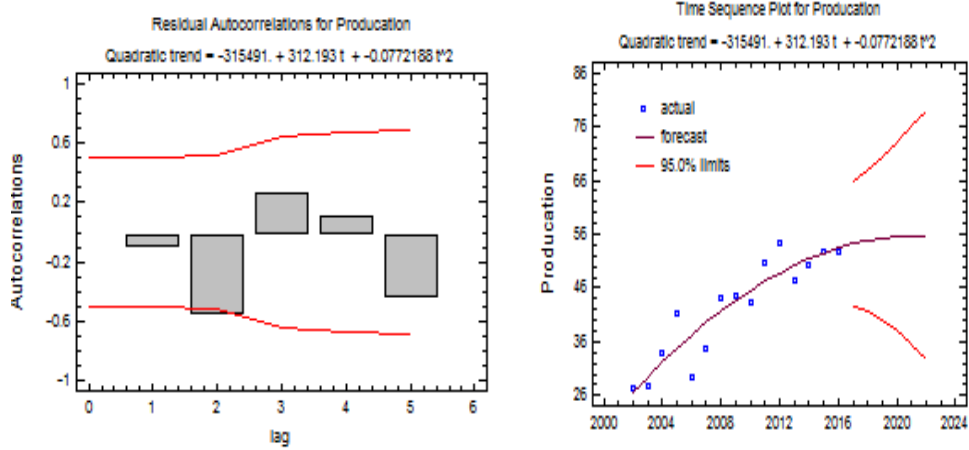 Residual Autocorrelations for Producation
Quadratic trend = -315491. + 312.193 t + -0.0772188 t^2
1
0.6
0.2
-0.2
-0.6
-1
Autocorrelations
0 1 2 3 4 5 6
lag
Time Sequence Plot for Producation
Quadratic trend = -315491. + 312.193 t + -0.0772188 t^2
86
76
66
56
46
36
26
Producation
actual
forecast
95.0% limits
2000 2004 2008 2012 2016 2020 2024